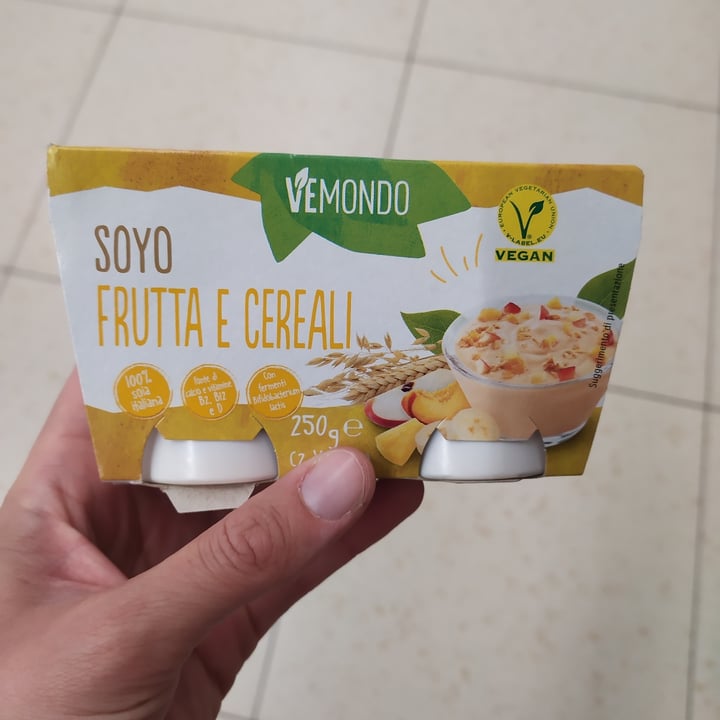 VEMONDO
SOYO
FRUTTA E CEREALI
EUROPEAN VEGETARIAN UNION
V-LABEL.EU
VEGAN
100%
soia
italiana
Fonte di
calcio e vitamine
B2, B12
e D
Con
fermenti
Bifidobacterium
lactis
250g e
Suggerimento di presentazione